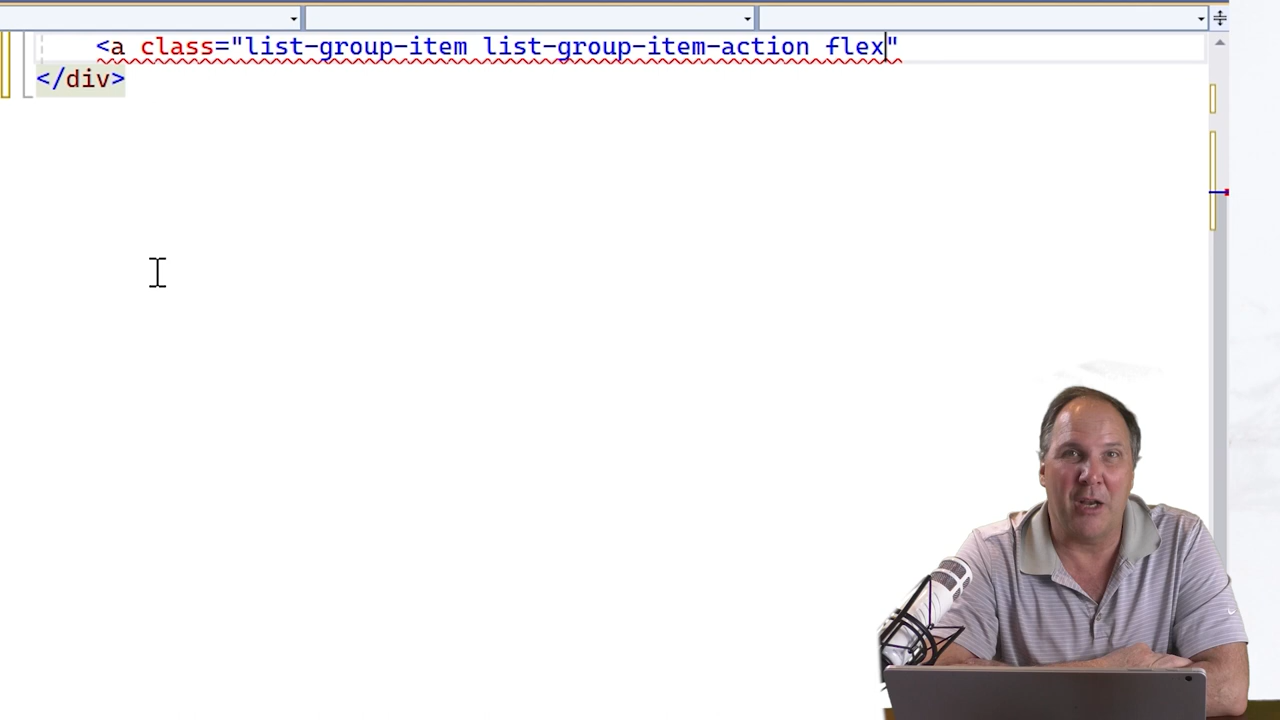 <a class="list-group-item list-group-item-action flex"
</div>